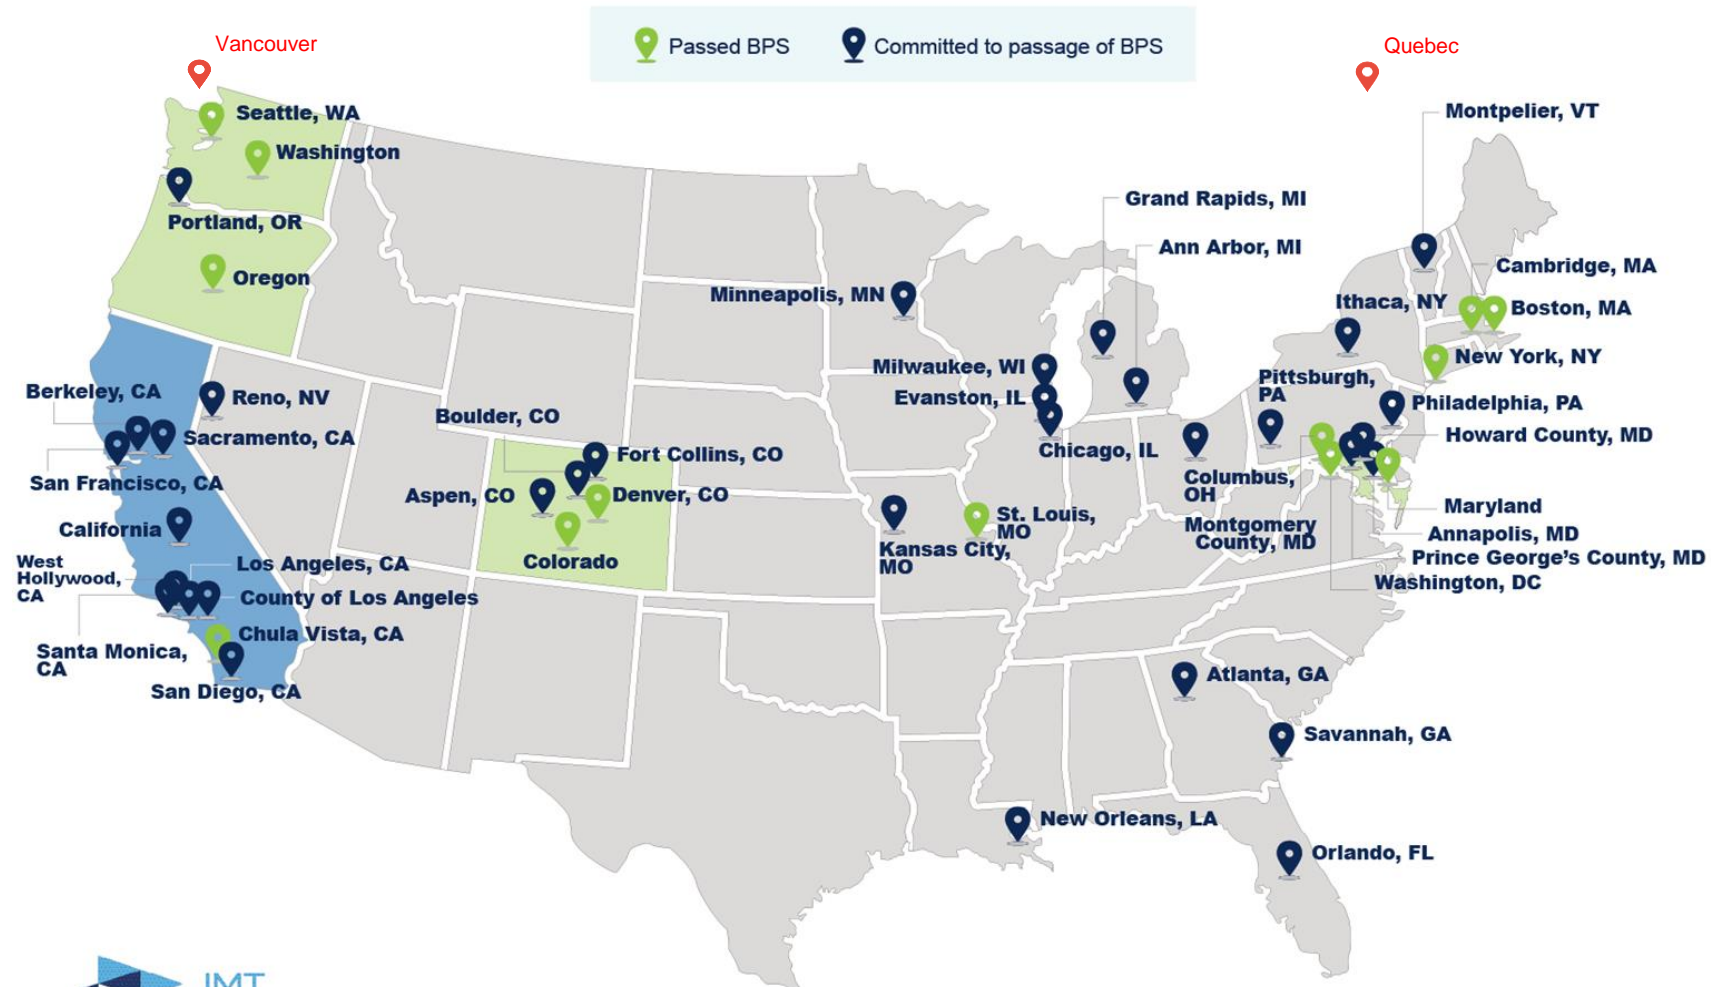 Vancouver
Passed BPS
Committed to passage of BPS
Quebec
Seattle, WA
Washington
Portland, OR
Oregon
Montpelier, VT
Grand Rapids, MI
Ann Arbor, MI
Cambridge, MA
Minneapolis, MN
Ithaca, NY
Boston, MA
New York, NY
Milwaukee, WI
Evanston, IL
Chicago, IL
Pittsburgh,
PA
Philadelphia, PA
Howard County, MD
Berkeley, CA
Reno, NV
Sacramento, CA
San Francisco, CA
California
Boulder, CO
Fort Collins, CO
Aspen, CO
Denver, CO
Colorado
Kansas City,
MO
St. Louis,
MO
Columbus,
OH
Montgomery
County, MD
Maryland
Annapolis, MD
Prince George's County, MD
Washington, DC
West
Hollywood,
CA
Los Angeles, CA
County of Los Angeles
Chula Vista, CA
Santa Monica,
CA
San Diego, CA
Atlanta, GA
Savannah, GA
New Orleans, LA
Orlando, FL
IMT